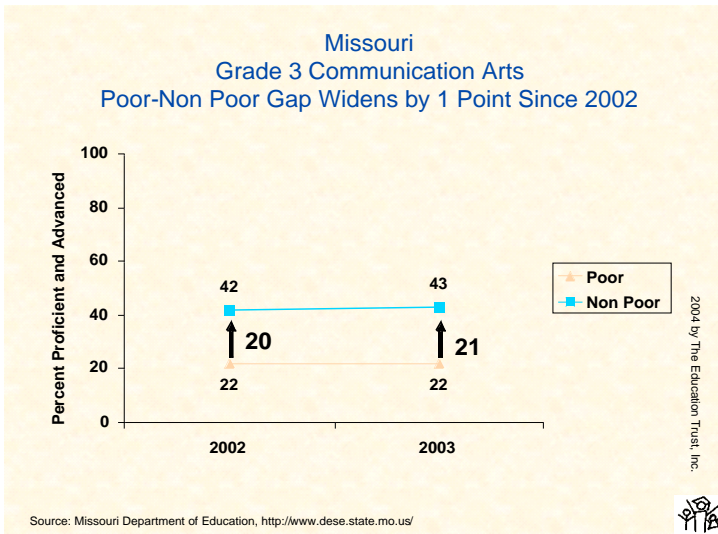 Missouri
Grade 3 Communication Arts
Poor-Non Poor Gap Widens by 1 Point Since 2002
Percent Proficient and Advanced
100
80
60
40
20
0
42
43
20
21
22
22
2002
2003
Poor
Non Poor
2004 by The Education Trust, Inc.
Source: Missouri Department of Education, http://www.dese.state.mo.us/